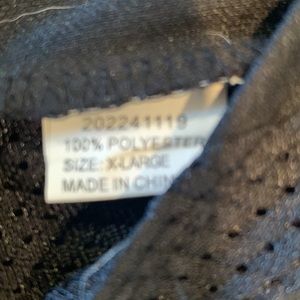 202241119
100% POLYESTER
SIZE: X-LARGE
MADE IN CHINA